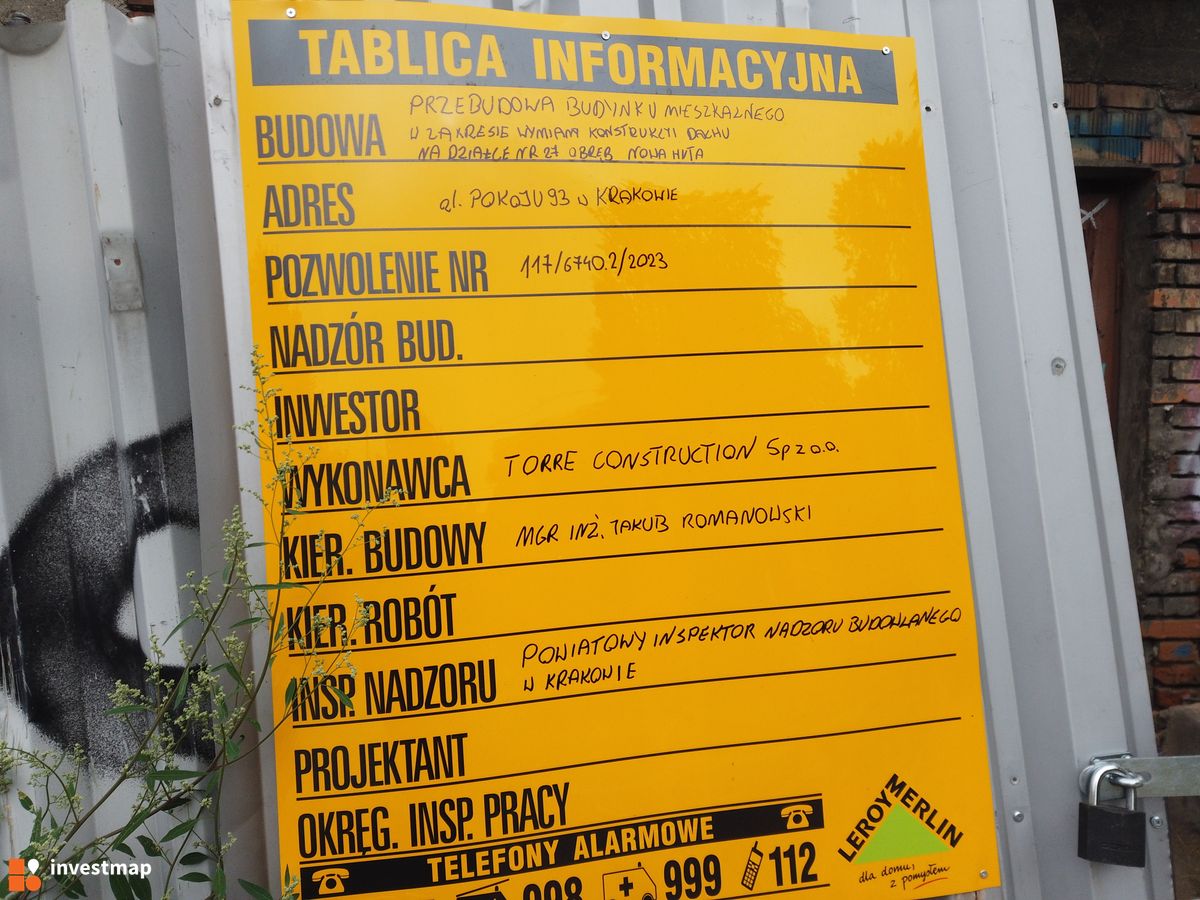 TABLICA INFORMACYJNA
BUDOWA PRZEBUDOWA BUDYNKU MIESZKALNEGO
W ZAKRESIE WYMIANY KONSTRUKCYI DACHU
NA DZIAŁCE NR 27 OBRĘB NOWA HUTA
ADRES al. POKOJU 93 w KRAKOWIE
POZWOLENIE NR 117/6740.2/2023
NADZÓR BUD.
INWESTOR
WYKONAWCA TORRE CONSTRUCTION Sp z o.o.
KIER. BUDOWY MGR INŻ. JAKUB ROMANOWSKI
KIER. ROBÓT
INSP. NADZORU POWIATOWY INSPEKTOR NADZORU BUDOWLANEGO
W KRAKOWIE
PROJEKTANT
OKRĘG. INSP. PRACY
TELEFONY ALARMOWE
998 999 112
LEROY MERLIN
dla domu,
z pomysłem
investmap